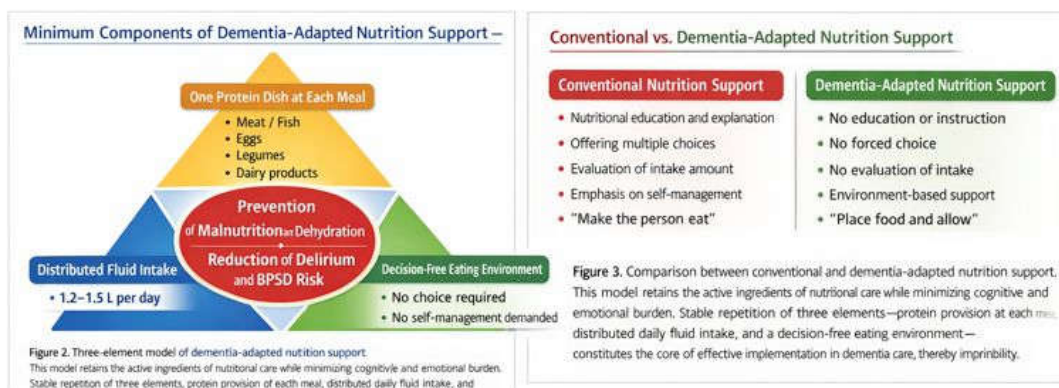 Minimum Components of Dementia-Adapted Nutrition Support —
One Protein Dish at Each Meal
• Meat / Fish
• Eggs
• Legumes
• Dairy products
Prevention
of Malnutrition an Dehydration
Reduction of Delirium
and BPSD Risk
Distributed Fluid Intake
• 1.2–1.5 L per day
Decision-Free Eating Environment
• No choice required
• No self-management demanded
Figure 2. Three-element model of dementia-adapted nutition support
This model retains the active ingredients of nutritional care while minimizing cognitivje and emotional burden.
Stable repetition of three elements, protein provision of eacth meal, distributed dailly fluid intake, and
Conventional vs. Dementia-Adapted Nutrition Support
Conventional Nutrition Support
• Nutritional education and explanation
• Offering multiple choices
• Evaluation of intake amount
• Emphasis on self-management
• "Make the person eat"
Dementia-Adapted Nutrition Support
• No education or instruction
• No forced choice
• No evaluation of intake
• Environment-based support
• "Place food and allow"
Figure 3. Comparison between conventional and dementia-adapted nutrition support.
This model retains the active ingredients of nutitional care while minimizing cognitive and
emotional burden. Stable repetition of three elements—protein provision at each
distributed daily fluid intake, and a decision-free eating environment—
constitutes the core of effective implementation in dementia care, thereby imprinbility.